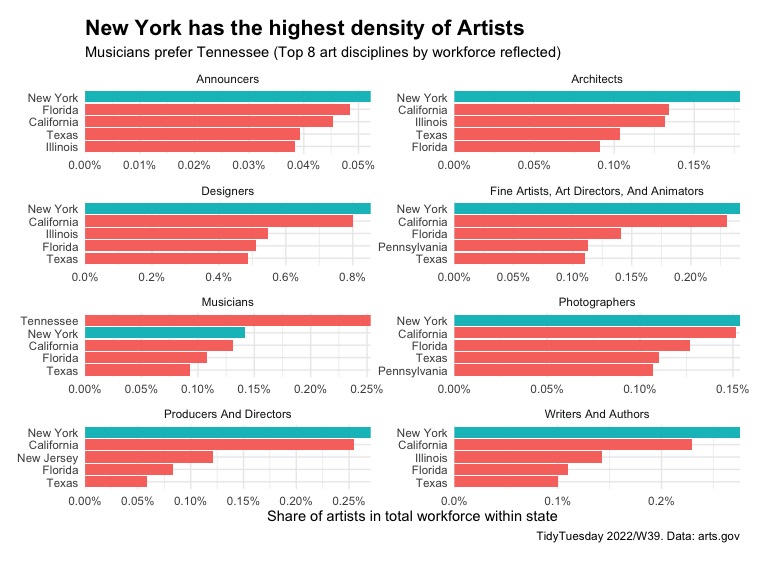 New York has the highest density of Artists
Musicians prefer Tennessee (Top 8 art disciplines by workforce reflected)
Announcers
New York
Florida
California
Texas
Illinois
0.00% 0.01% 0.02% 0.03% 0.04% 0.05%
Architects
New York
California
Illinois
Texas
Florida
0.00% 0.05% 0.10% 0.15%
Designers
New York
California
Illinois
Florida
Texas
0.0% 0.2% 0.4% 0.6% 0.8%
Fine Artists, Art Directors, And Animators
New York
California
Florida
Pennsylvania
Texas
0.00% 0.05% 0.10% 0.15% 0.20%
Musicians
Tennessee
New York
California
Florida
Texas
0.00% 0.05% 0.10% 0.15% 0.20% 0.25%
Photographers
New York
California
Florida
Texas
Pennsylvania
0.00% 0.05% 0.10% 0.15%
Producers And Directors
New York
California
New Jersey
Florida
Texas
0.00% 0.05% 0.10% 0.15% 0.20% 0.25%
Writers And Authors
New York
California
Illinois
Florida
Texas
0.0% 0.1% 0.2%
Share of artists in total workforce within state
TidyTuesday 2022/W39. Data: arts.gov